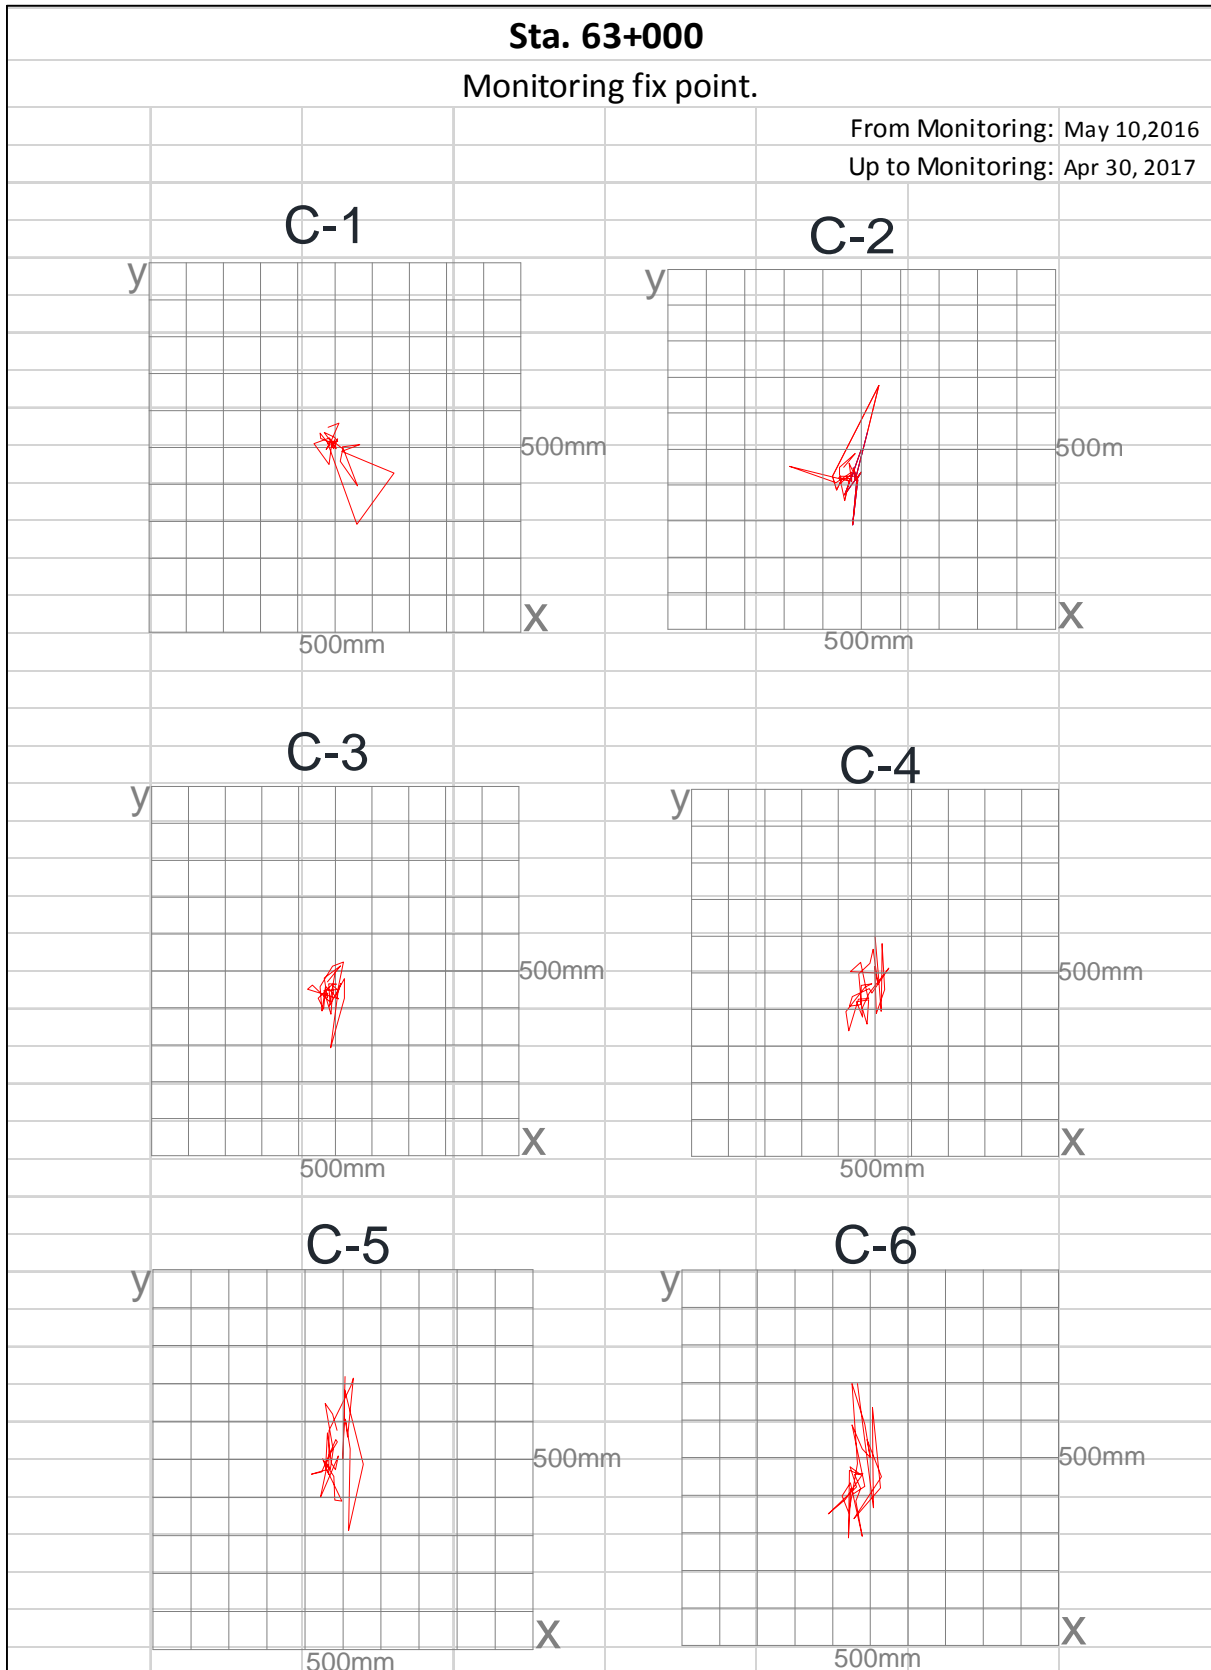 Sta. 63+000
Monitoring fix point.
From Monitoring: May 10,2016
Up to Monitoring: Apr 30, 2017
C-1
C-2
y
y
500mm
500m
X
X
500mm
500mm
C-3
C-4
y
y
500mm
500mm
X
X
500mm
500mm
C-5
C-6
y
y
500mm
500mm
X
X
500mm
500mm